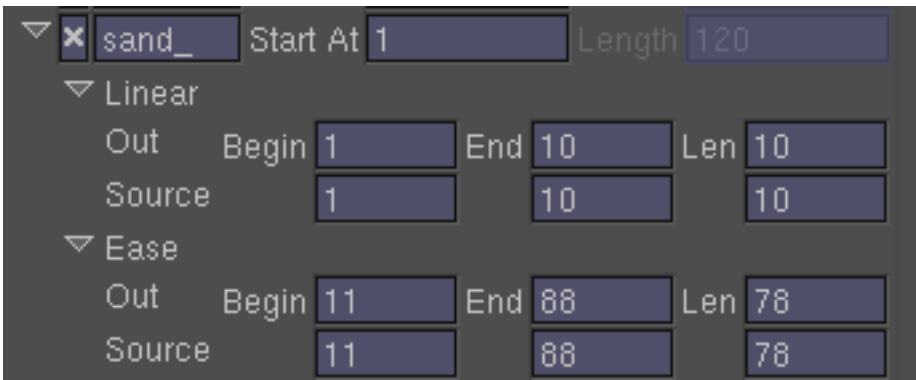 sand_ Start At 1 Length 120
Linear
Out Begin 1 End 10 Len 10
Source 1 10 10
Ease
Out Begin 11 End 88 Len 78
Source 11 88 78